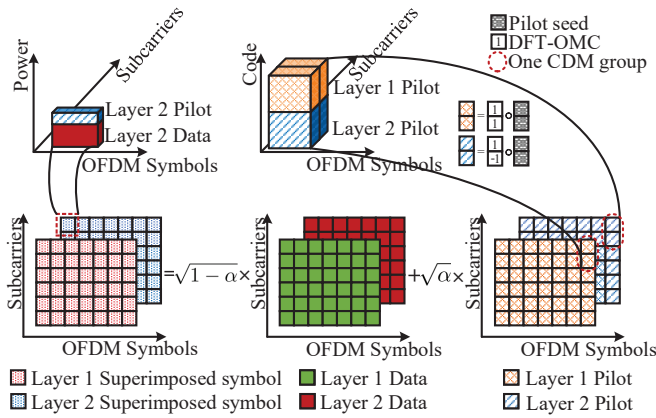 Power
Subcarriers
Layer 2 Pilot
Layer 2 Data
OFDM Symbols
Code
Subcarriers
Layer 1 Pilot
Layer 2 Pilot
OFDM Symbols
Pilot seed
1 DFT-OMC
One CDM group
= 1 1 ∘
= 1 -1 ∘
Subcarriers
OFDM Symbols
=√1−α×
Subcarriers
OFDM Symbols
+√α×
Subcarriers
OFDM Symbols
Layer 1 Superimposed symbol
Layer 1 Data
Layer 1 Pilot
Layer 2 Superimposed symbol
Layer 2 Data
Layer 2 Pilot